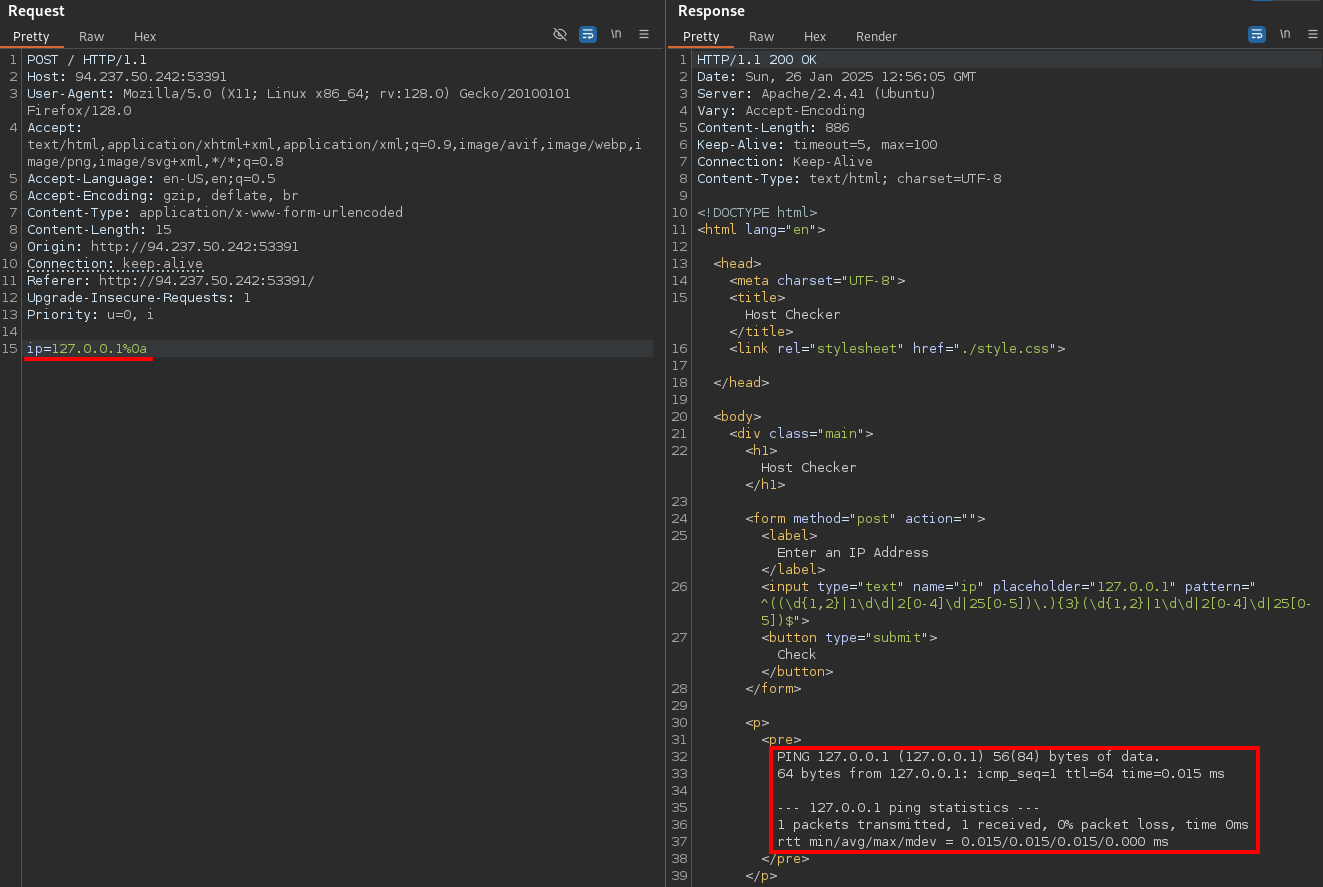 Request
Pretty Raw Hex
\n
1 POST / HTTP/1.1
2 Host: 94.237.50.242:53391
3 User-Agent: Mozilla/5.0 (X11; Linux x86_64; rv:128.0) Gecko/20100101
Firefox/128.0
4 Accept:
text/html,application/xhtml+xml,application/xml;q=0.9,image/avif,image/webp,i
mage/png,image/svg+xml,*/*;q=0.8
5 Accept-Language: en-US,en;q=0.5
6 Accept-Encoding: gzip, deflate, br
7 Content-Type: application/x-www-form-urlencoded
8 Content-Length: 15
9 Origin: http://94.237.50.242:53391
10 Connection: keep-alive
11 Referer: http://94.237.50.242:53391/
12 Upgrade-Insecure-Requests: 1
13 Priority: u=0, i
14
15 ip=127.0.0.1%0a
Response
Pretty Raw Hex Render
\n
1 HTTP/1.1 200 OK
2 Date: Sun, 26 Jan 2025 12:56:05 GMT
3 Server: Apache/2.4.41 (Ubuntu)
4 Vary: Accept-Encoding
5 Content-Length: 886
6 Keep-Alive: timeout=5, max=100
7 Connection: Keep-Alive
8 Content-Type: text/html; charset=UTF-8
9
10 <!DOCTYPE html>
11 <html lang="en">
12
13 <head>
14 <meta charset="UTF-8">
15 <title>
Host Checker
</title>
16 <link rel="stylesheet" href="./style.css">
17
18 </head>
19
20 <body>
21 <div class="main">
22 <h1>
Host Checker
</h1>
23
24 <form method="post" action="">
25 <label>
Enter an IP Address
</label>
26 <input type="text" name="ip" placeholder="127.0.0.1" pattern="
^((\d{1,2}|1\d\d|2[0-4]\d|25[0-5])\.){3}(\d{1,2}|1\d\d|2[0-4]\d|25[0-
5])$">
27 <button type="submit">
Check
</button>
28 </form>
29
30 <p>
31 <pre>
32 PING 127.0.0.1 (127.0.0.1) 56(84) bytes of data.
33 64 bytes from 127.0.0.1: icmp_seq=1 ttl=64 time=0.015 ms
34
35 --- 127.0.0.1 ping statistics ---
36 1 packets transmitted, 1 received, 0% packet loss, time 0ms
37 rtt min/avg/max/mdev = 0.015/0.015/0.015/0.000 ms
38 </pre>
39 </p>